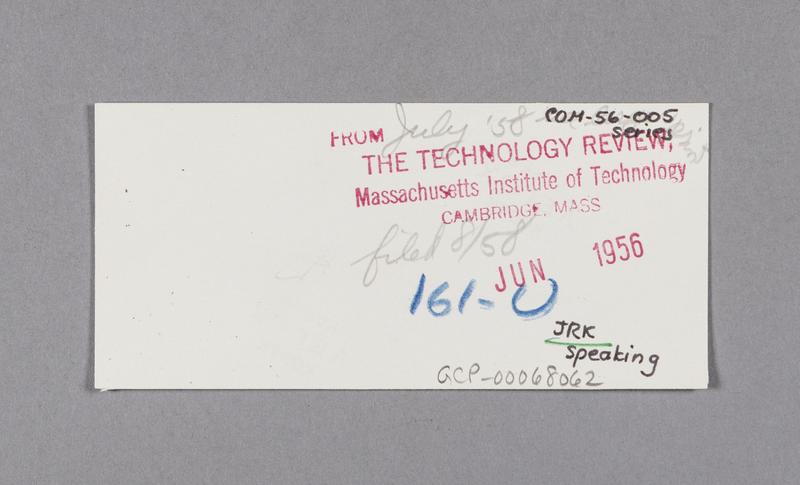 July '58
COM-56-005
series
FROM
THE TECHNOLOGY REVIEW,
Massachusetts Institute of Technology
CAMBRIDGE, MASS
filed 8/58
JUN 1956
161-U
JRK
speaking
GCP-00068062